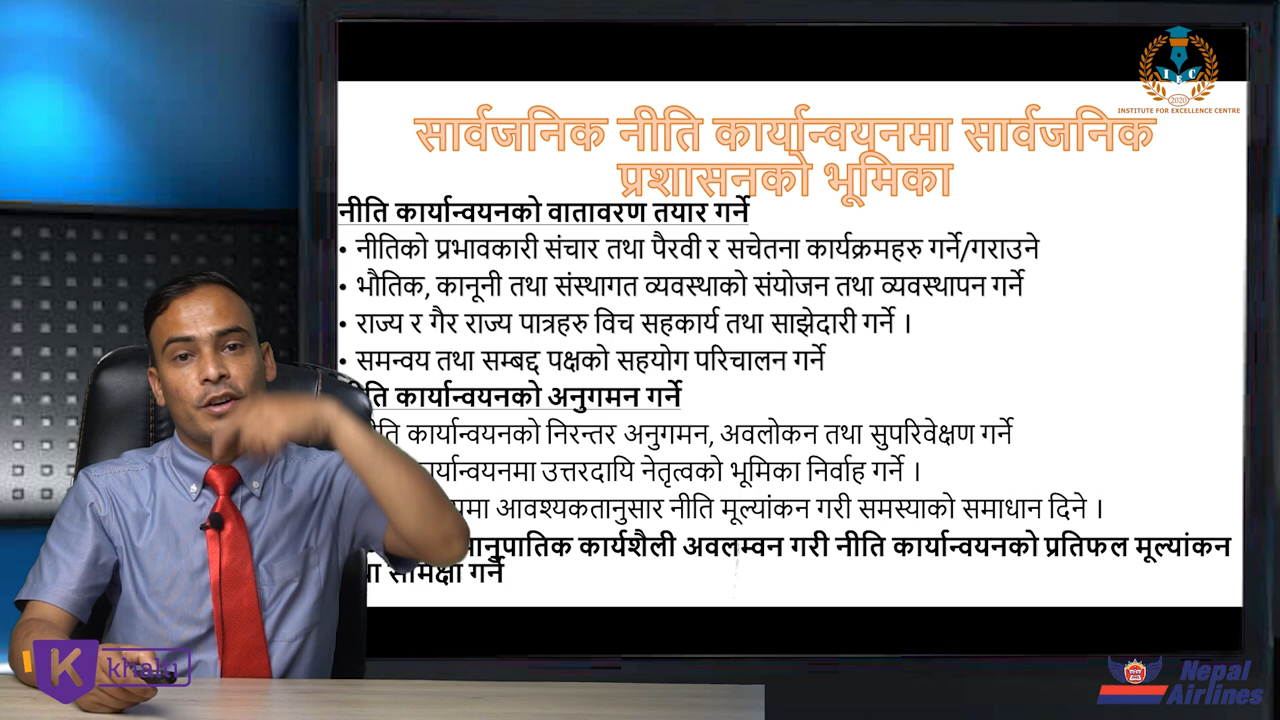 I E C
2020
INSTITUTE FOR EXCELLENCE CENTRE
सार्वजनिक नीति कार्यान्वयनमा सार्वजनिक
प्रशासनको भूमिका
नीति कार्यान्वयनको वातावरण तयार गर्ने
• नीतिको प्रभावकारी संचार तथा पैरवी र सचेतना कार्यक्रमहरु गर्ने/गराउने
• भौतिक, कानूनी तथा संस्थागत व्यवस्थाको संयोजन तथा व्यवस्थापन गर्ने
• राज्य र गैर राज्य पात्रहरु विच सहकार्य तथा साझेदारी गर्ने ।
• समन्वय तथा सम्बद्द पक्षको सहयोग परिचालन गर्ने
कार्यान्वयनको अनुगमन गर्ने
कार्यान्वयनको निरन्तर अनुगमन, अवलोकन तथा सुपरिवेक्षण गर्ने
कार्यान्वयनमा उत्तरदायि नेतृत्वको भूमिका निर्वाह गर्ने ।
आवश्यकतानुसार नीति मूल्यांकन गरी समस्याको समाधान दिने ।
कार्यशैली अवलम्वन गरी नीति कार्यान्वयनको प्रतिफल मूल्यांकन
समिक्षा गर्ने
K khalti
Nepal
Airlines